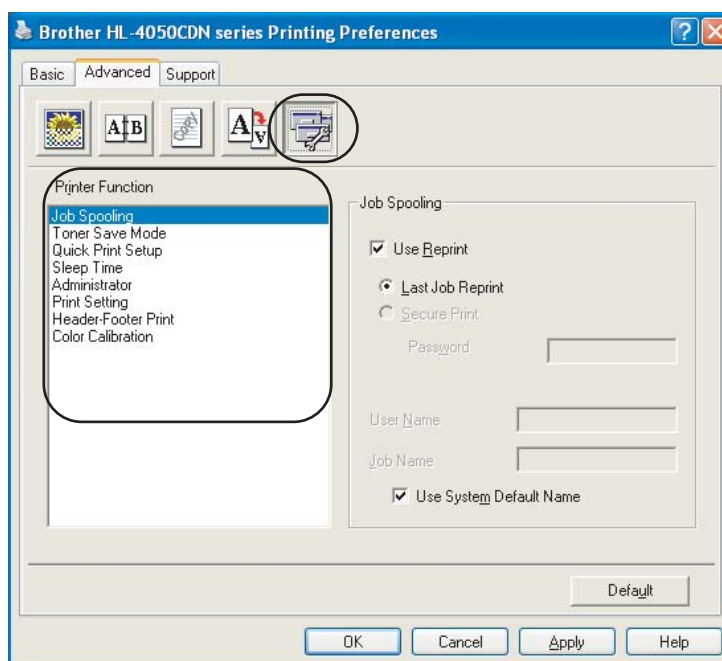 Brother HL-4050CDN series Printing Preferences
Basic Advanced Support
A B COPY A A
Printer Function
Job Spooling
Toner Save Mode
Quick Print Setup
Sleep Time
Administrator
Print Setting
Header-Footer Print
Color Calibration
Job Spooling
Use Reprint
Last Job Reprint
Secure Print
Password
User Name
Job Name
Use System Default Name
Default
OK Cancel Apply Help